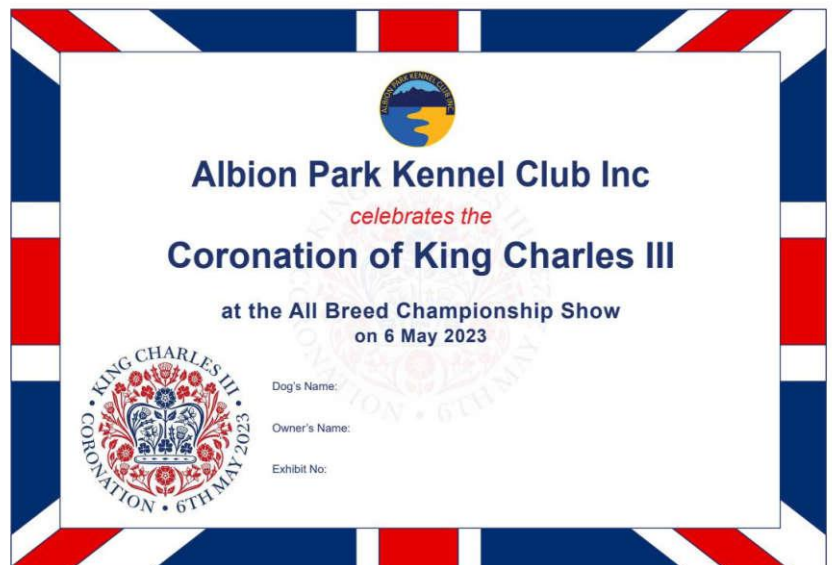 ALBION PARK KENNEL CLUB INC
Albion Park Kennel Club Inc
celebrates the
Coronation of King Charles III
at the All Breed Championship Show
on 6 May 2023
KING CHARLES III • CORONATION • 6TH MAY 2023 •
Dog's Name:
Owner's Name:
Exhibit No: